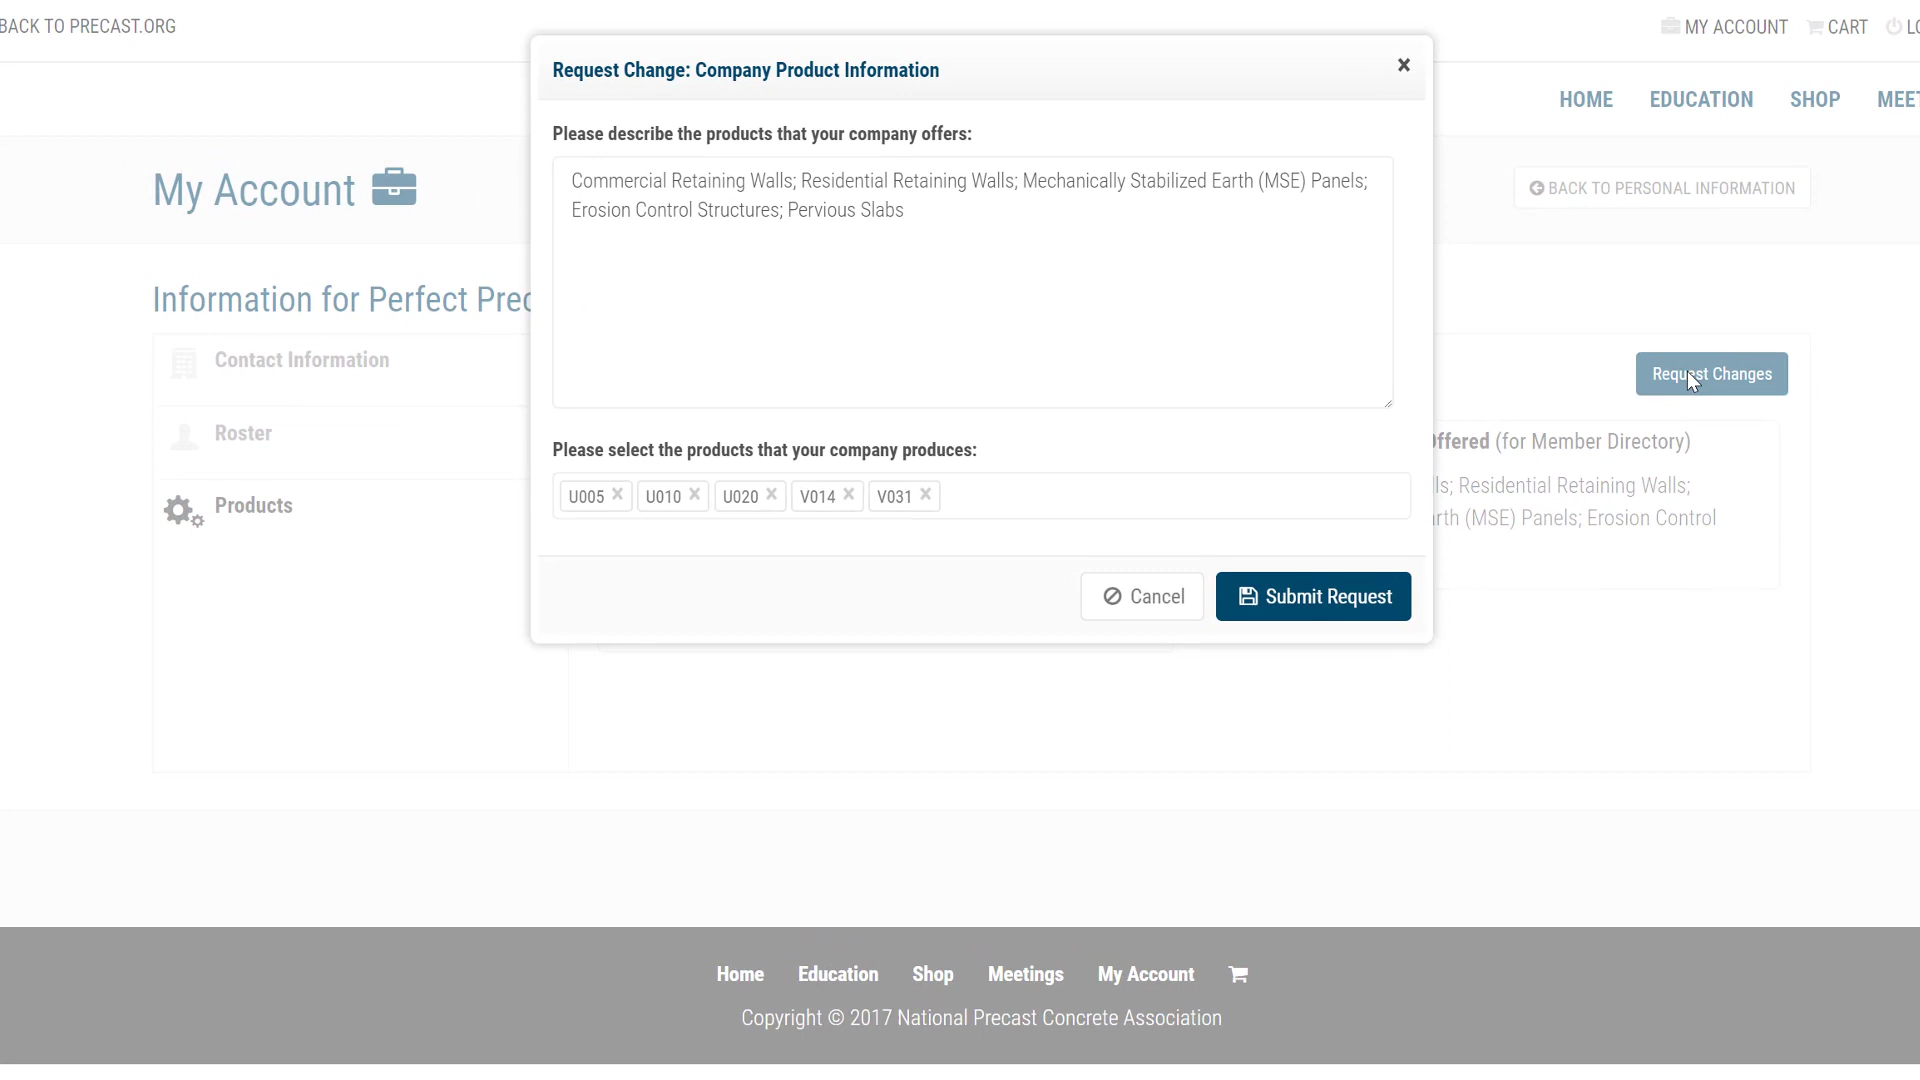 BACK TO PRECAST.ORG
MY ACCOUNT
CART
HOME
EDUCATION
SHOP
My Account
BACK TO PERSONAL INFORMATION
Request Change: Company Product Information
×
Please describe the products that your company offers:
Commercial Retaining Walls; Residential Retaining Walls; Mechanically Stabilized Earth (MSE) Panels;
Erosion Control Structures; Pervious Slabs
Please select the products that your company produces:
U005 × U010 × U020 × V014 × V031 ×
Cancel
Submit Request
Information for Perfect
Contact Information
Roster
Products
Request Changes
(for Member Directory)
Residential Retaining Walls;
(MSE) Panels; Erosion Control
Home Education Shop Meetings My Account
Copyright © 2017 National Precast Concrete Association